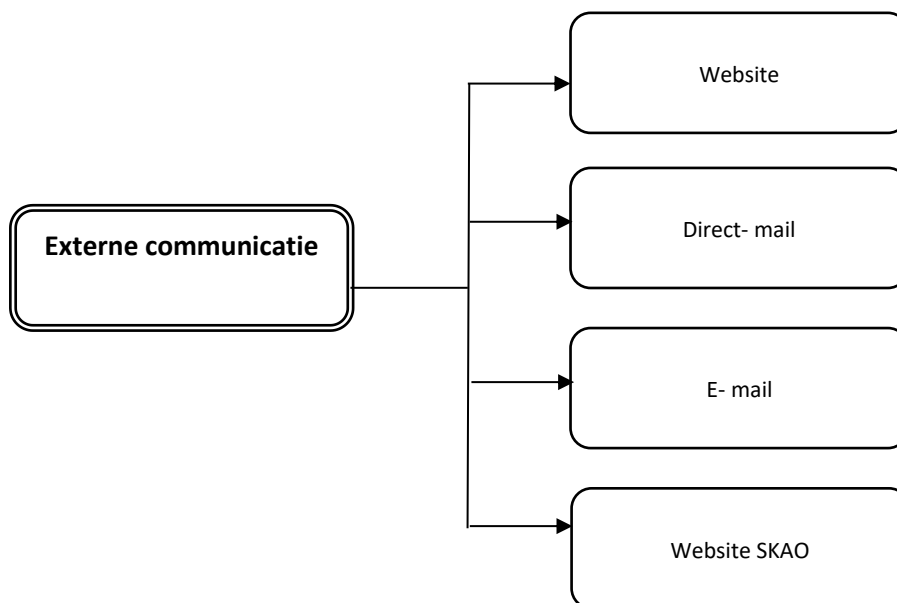 Website
Direct- mail
Externe communicatie
E- mail
Website SKAO